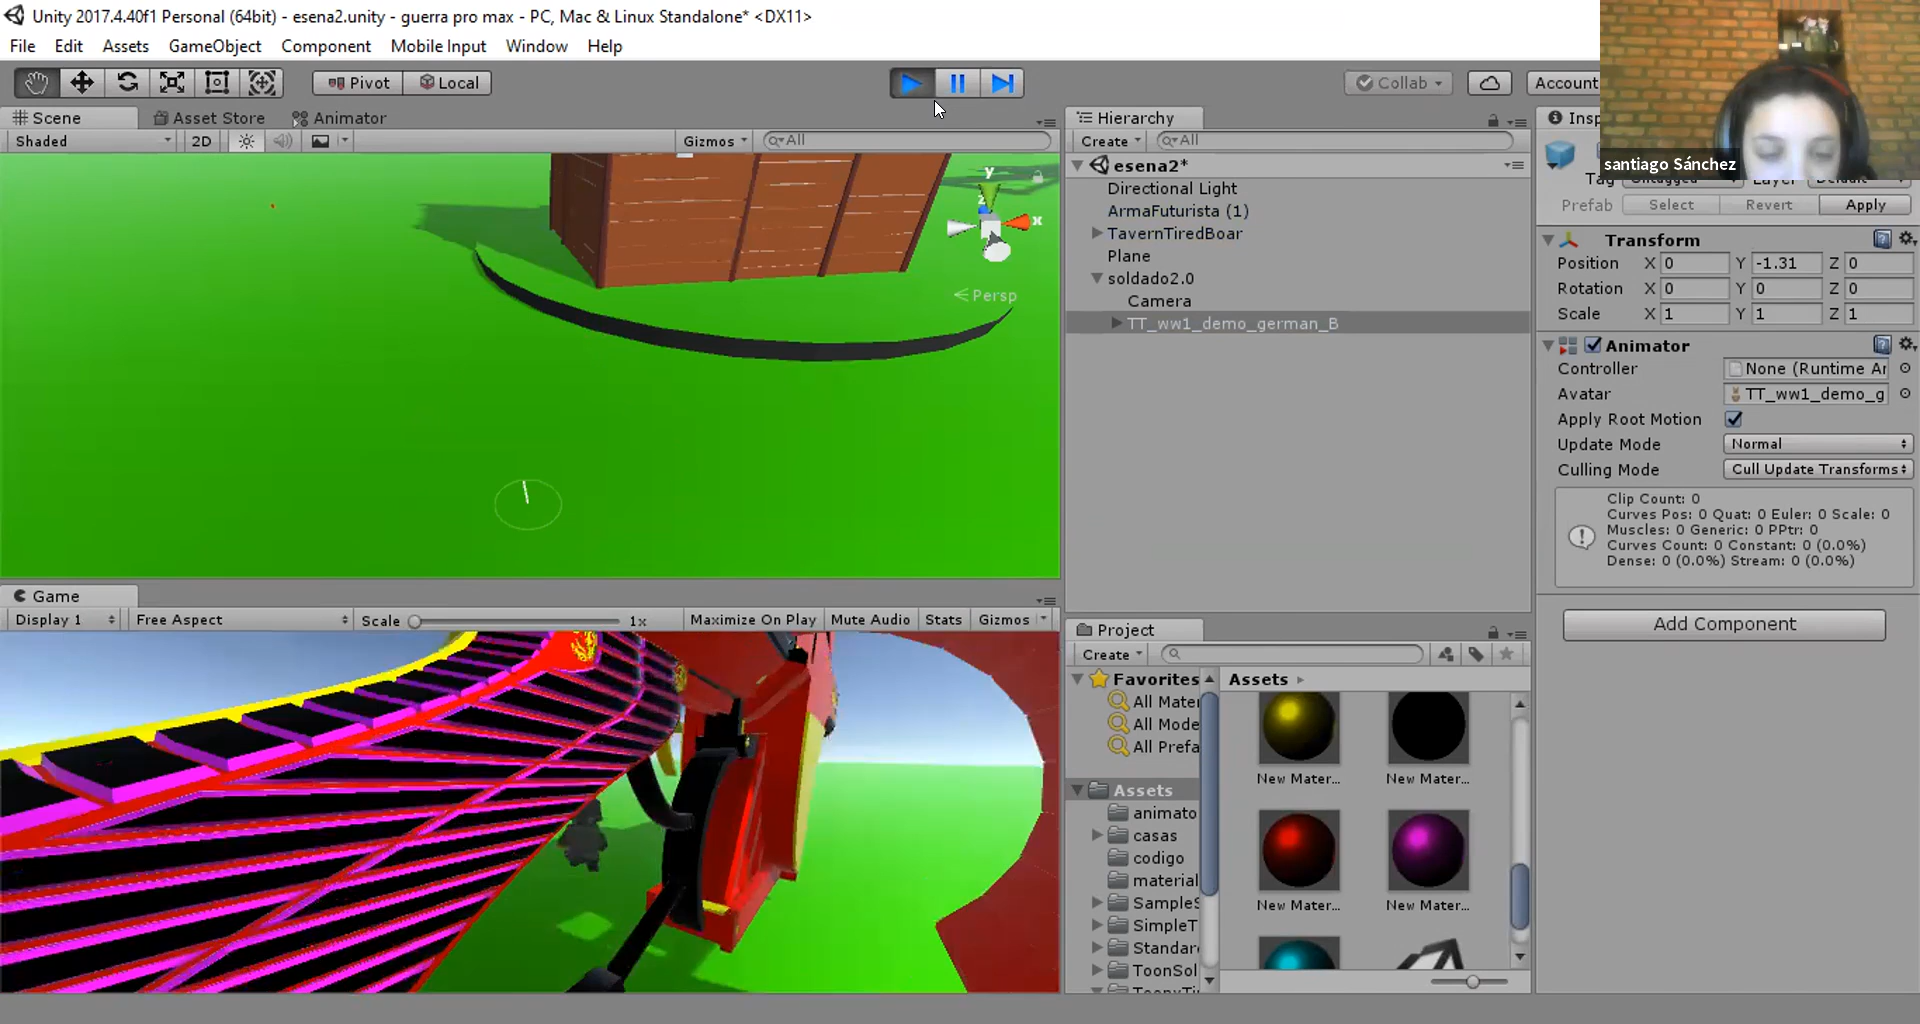 Unity 2017.4.40f1 Personal (64bit) - esena2.unity - guerra pro max - PC, Mac & Linux Standalone* <DX11>
File Edit Assets GameObject Component Mobile Input Window Help
Pivot Local Collab Account
Scene Asset Store Animator
Shaded 2D Gizmos All
y
z
x
Persp
Game
Display 1 Free Aspect Scale 1x Maximize On Play Mute Audio Stats Gizmos
Hierarchy
Create All
esena2*
Directional Light
ArmaFuturista (1)
TavernTiredBoar
Plane
soldado2.0
Camera
TT_ww1_demo_german_B
Project
Create
Favorites
All Mater
All Mode
All Prefa
Assets
animato
casas
codigo
material
SampleS
SimpleT
Standar
ToonSol
Assets
New Mater...
New Mater...
New Mater...
New Mater...
Insp
santiago Sánchez
Tag Untagged Layer Default
Prefab Select Revert Apply
Transform
Position X 0 Y -1.31 Z 0
Rotation X 0 Y 0 Z 0
Scale X 1 Y 1 Z 1
Animator
Controller None (Runtime Ar
Avatar TT_ww1_demo_g
Apply Root Motion
Update Mode Normal
Culling Mode Cull Update Transforms
Clip Count: 0
Curves Pos: 0 Quat: 0 Euler: 0 Scale: 0
Muscles: 0 Generic: 0 PPtr: 0
Curves Count: 0 Constant: 0 (0.0%)
Dense: 0 (0.0%) Stream: 0 (0.0%)
Add Component